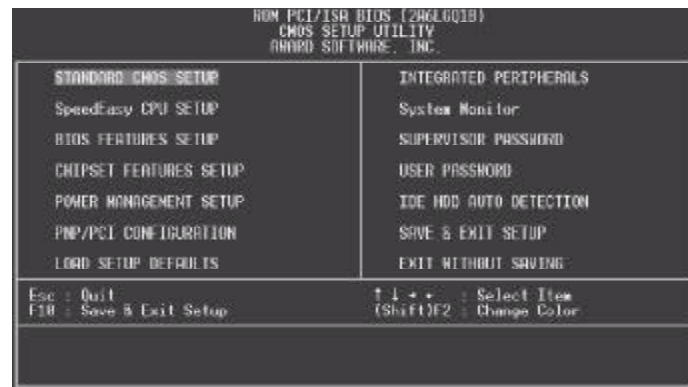 ROM PCI/ISA BIOS (2A6LGQ1B)
CMOS SETUP UTILITY
AWARD SOFTWARE, INC.
STANDARD CMOS SETUP
SpeedEasy CPU SETUP
BIOS FEATURES SETUP
CHIPSET FEATURES SETUP
POWER MANAGEMENT SETUP
PNP/PCI CONFIGURATION
LOAD SETUP DEFAULTS
INTEGRATED PERIPHERALS
System Monitor
SUPERVISOR PASSWORD
USER PASSWORD
IDE HDD AUTO DETECTION
SAVE & EXIT SETUP
EXIT WITHOUT SAVING
Esc : Quit
F10 : Save & Exit Setup
↑ ↓ → ← : Select Item
(Shift)F2 : Change Color